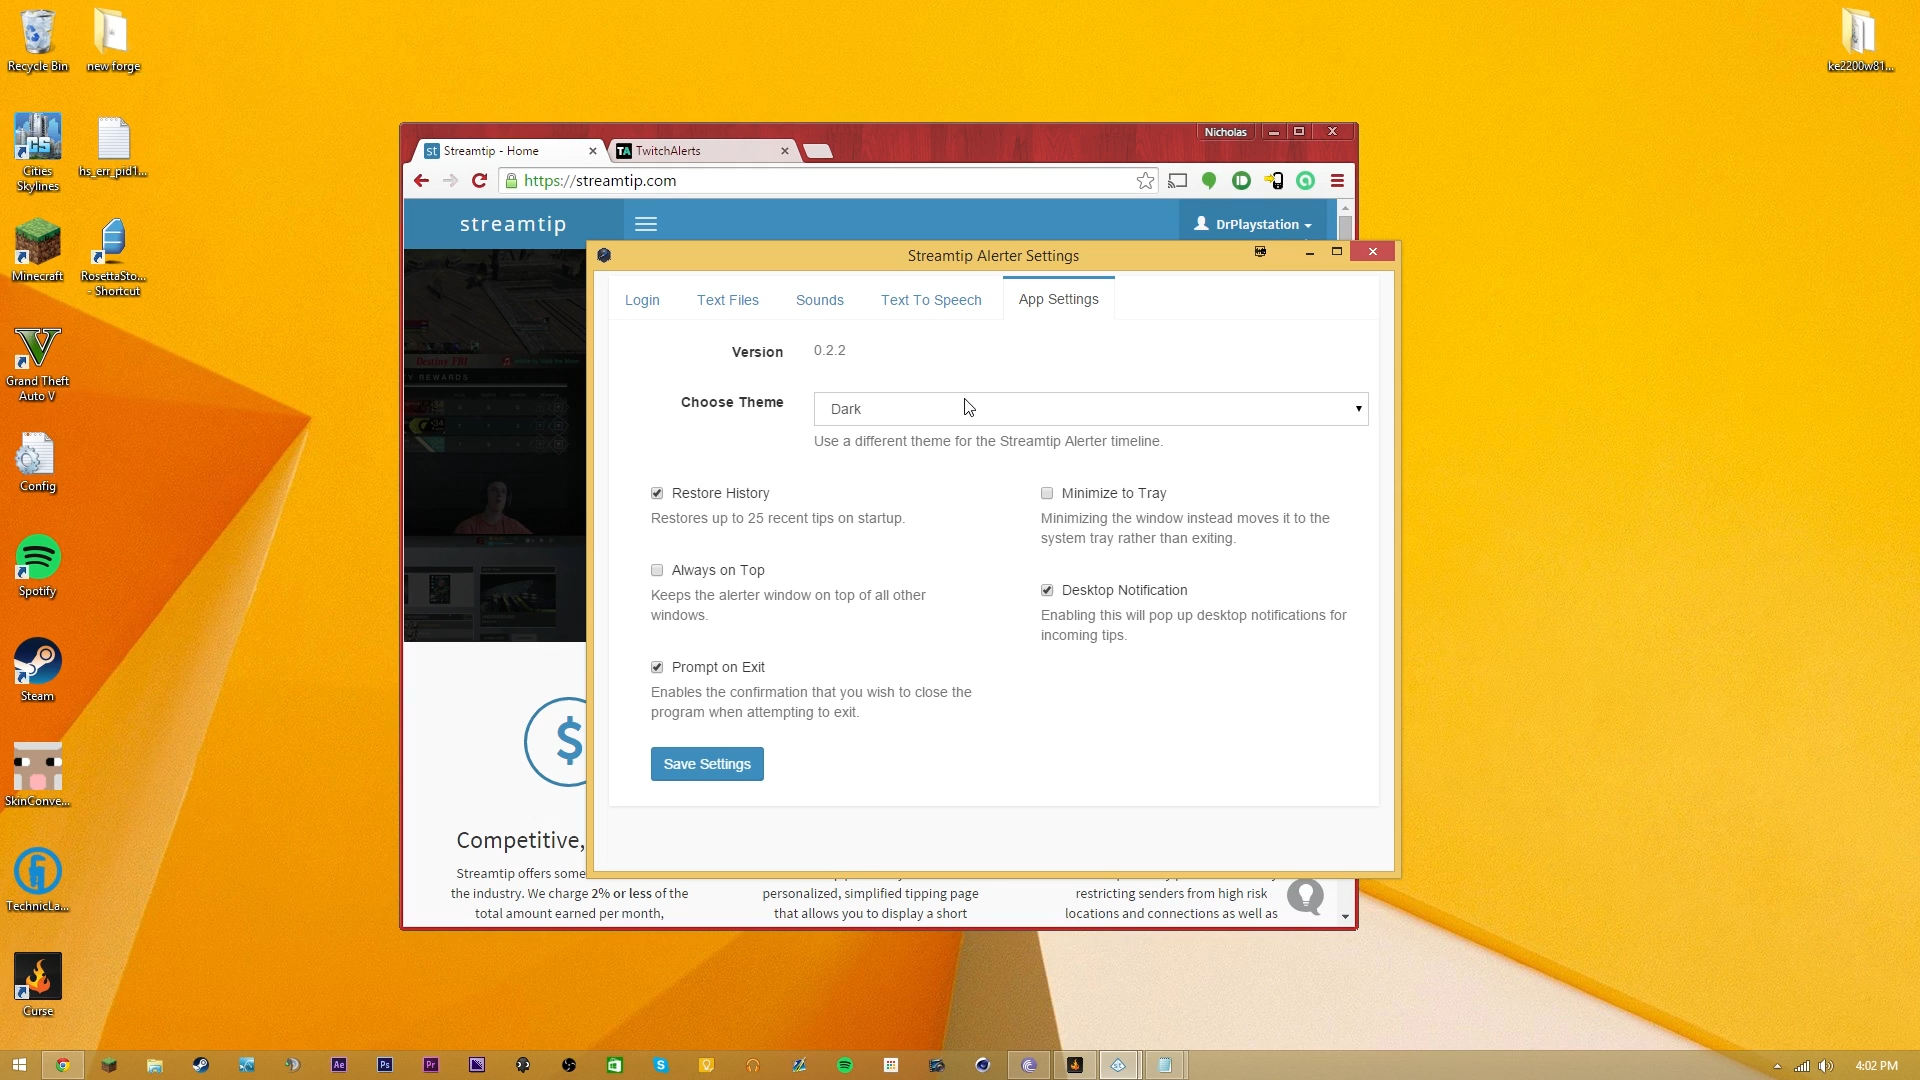 Recycle Bin
new forge
ke2200w81...
Cities
Skylines
hs_err_pid1...
Minecraft
RosettaSto...
- Shortcut
Grand Theft
Auto V
Config
Spotify
Steam
SkinConve...
TechnicLa...
Curse
Nicholas
st Streamtip - Home
TA TwitchAlerts
https://streamtip.com
streamtip
DrPlaystation
Streamtip Alerter Settings
Login
Text Files
Sounds
Text To Speech
App Settings
Version
0.2.2
Choose Theme
Dark
Use a different theme for the Streamtip Alerter timeline.
Restore History
Restores up to 25 recent tips on startup.
Always on Top
Keeps the alerter window on top of all other
windows.
Prompt on Exit
Enables the confirmation that you wish to close the
program when attempting to exit.
Minimize to Tray
Minimizing the window instead moves it to the
system tray rather than exiting.
Desktop Notification
Enabling this will pop up desktop notifications for
incoming tips.
Save Settings
Destiny FBI
Y REWARDS
$
Competitive,
Streamtip offers some
the industry. We charge 2% or less of the
total amount earned per month,
personalized, simplified tipping page
that allows you to display a short
restricting senders from high risk
locations and connections as well as
Ae
Ps
Pr
4:02 PM